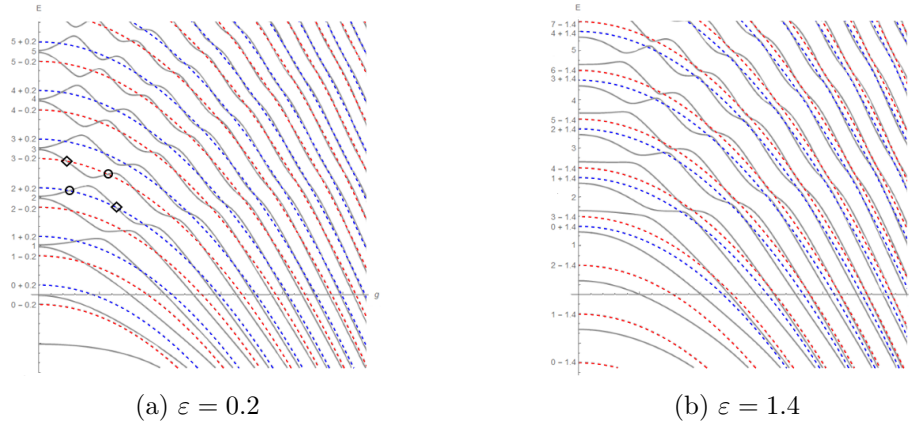 E
5 + 0.2
5
5 − 0.2
4 + 0.2
4
4 − 0.2
3 + 0.2
3
3 − 0.2
2 + 0.2
2
2 − 0.2
1 + 0.2
1
1 − 0.2
0 + 0.2
g
0 − 0.2
(a) ε = 0.2
E
7 − 1.4
4 + 1.4
5
6 − 1.4
3 + 1.4
4
5 − 1.4
2 + 1.4
3
4 − 1.4
1 + 1.4
2
3 − 1.4
0 + 1.4
1
2 − 1.4
g
1 − 1.4
0 − 1.4
(b) ε = 1.4